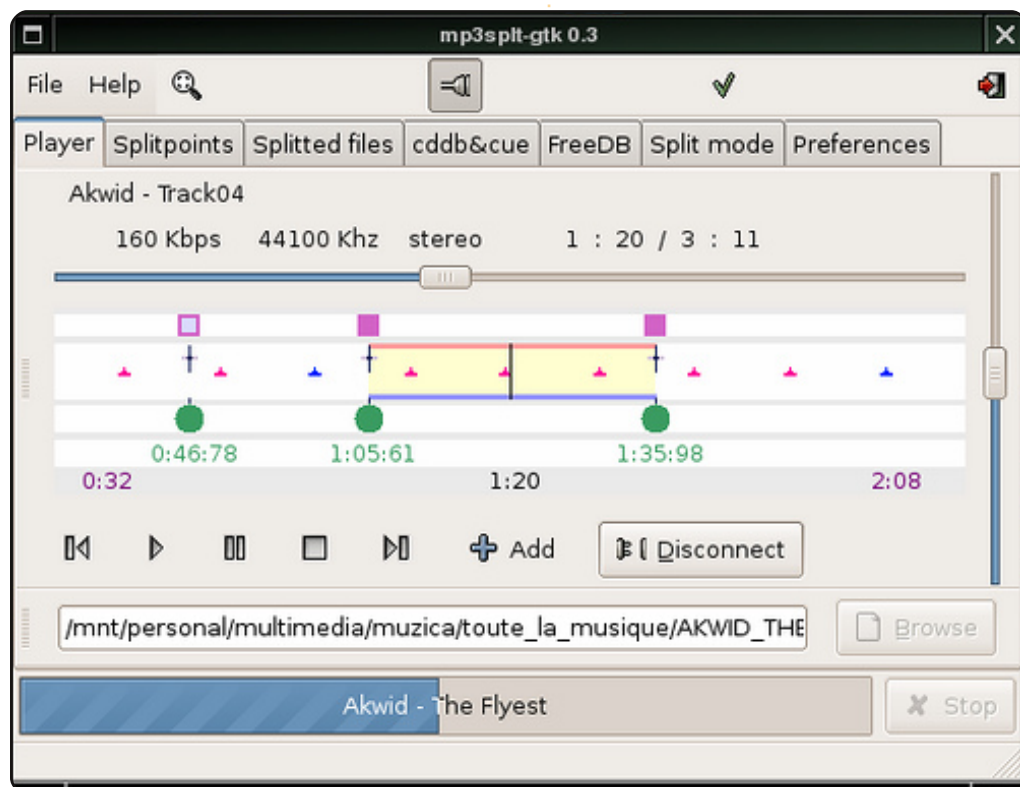 mp3splt-gtk 0.3
File Help
Player Splitpoints Splitted files cddb&cue FreeDB Split mode Preferences
Akwid - Track04
160 Kbps 44100 Khz stereo 1 : 20 / 3 : 11
0:46:78 1:05:61 1:35:98
0:32 1:20 2:08
Add Disconnect
/mnt/personal/multimedia/muzica/toute_la_musique/AKWID_THE
Browse
Akwid - The Flyest
Stop